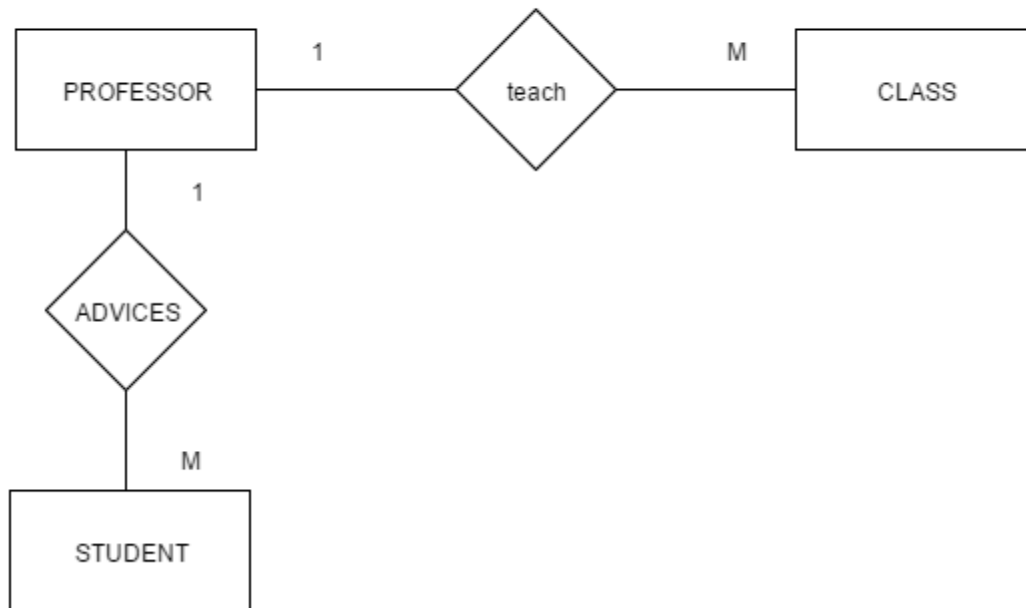 1
M
PROFESSOR
teach
CLASS
1
ADVICES
M
STUDENT